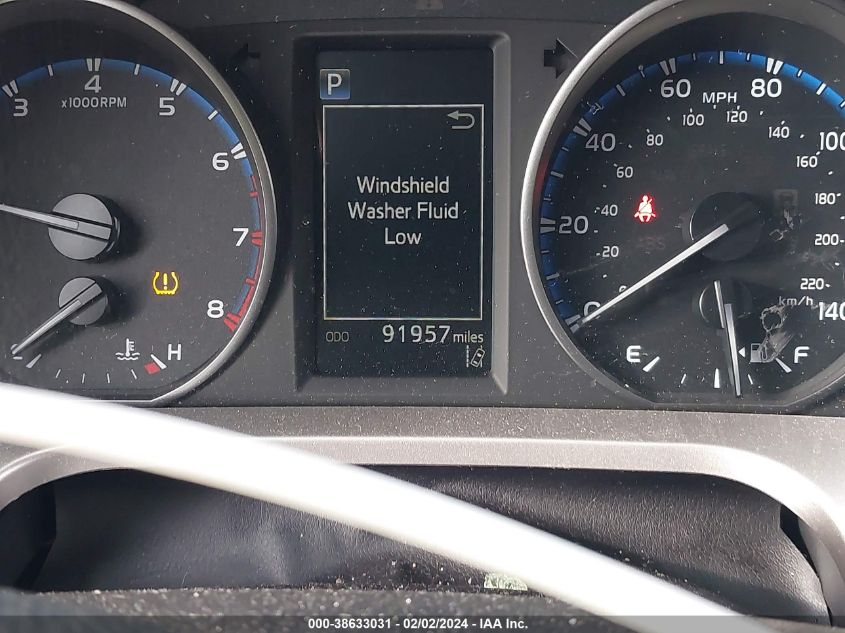 3 4 5 6 7 8
x1000RPM
H
P
Windshield
Washer Fluid
Low
ODO 91957 miles
0 20 40 60 80 100 140
MPH
20 40 60 80 100 120 140 160 180 200 220
km/h
E F
000-38633031 - 02/02/2024 - IAA Inc.